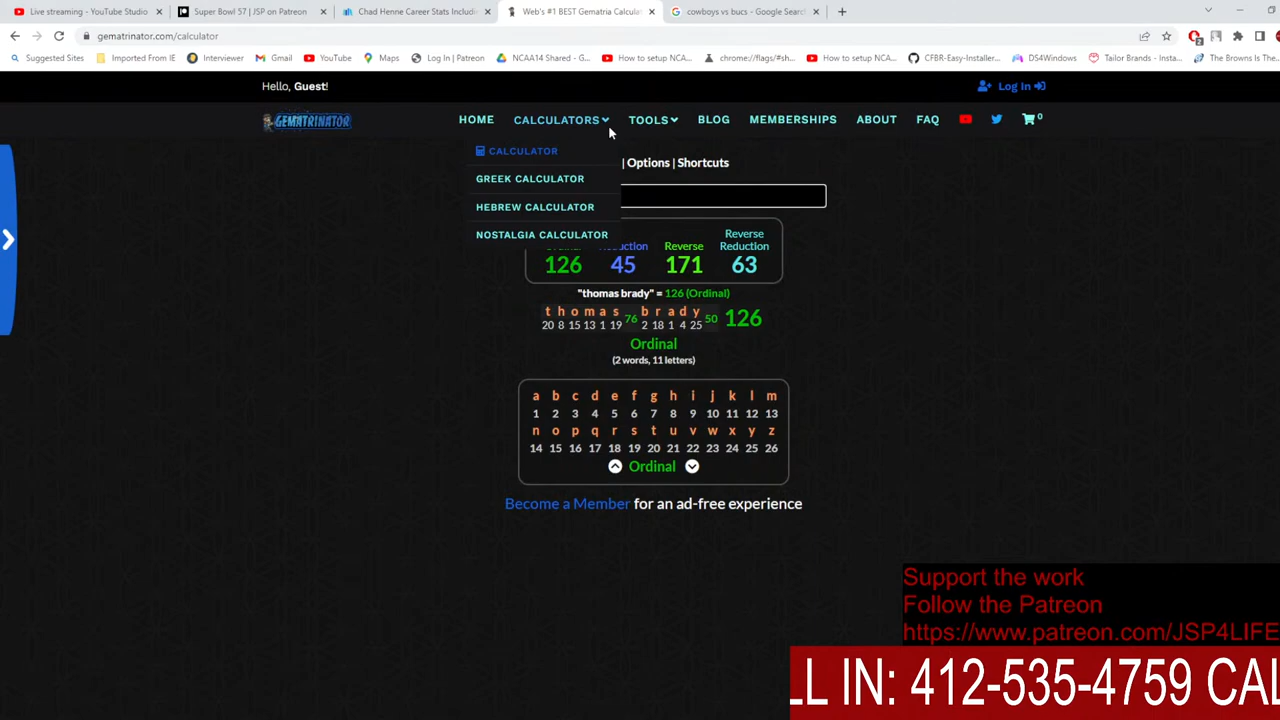 Live streaming - YouTube Studio
Super Bowl 57 | JSP on Patreon
Chad Henne Career Stats Includi
Web's #1 BEST Gematria Calculat
cowboys vs bucs - Google Search
gematrinator.com/calculator
Suggested Sites
Imported From IE
Interviewer
Gmail
YouTube
Maps
Log In | Patreon
NCAA14 Shared - G...
How to setup NCA...
chrome://flags/#sh...
How to setup NCA...
CFBR-Easy-Installer...
DS4Windows
Tailor Brands - Insta...
The Browns Is The
Hello, Guest!
Log In
GEMATRINATOR
HOME
CALCULATORS
TOOLS
BLOG
MEMBERSHIPS
ABOUT
FAQ
0
CALCULATOR
GREEK CALCULATOR
HEBREW CALCULATOR
NOSTALGIA CALCULATOR
| Options | Shortcuts
Reverse
Reverse Reduction
126 45 171 63
"thomas brady" = 126 (Ordinal)
t h o m a s 76 b r a d y 50 126
20 8 15 13 1 19 2 18 1 4 25
Ordinal
(2 words, 11 letters)
a b c d e f g h i j k l m
1 2 3 4 5 6 7 8 9 10 11 12 13
n o p q r s t u v w x y z
14 15 16 17 18 19 20 21 22 23 24 25 26
Ordinal
Become a Member for an ad-free experience
Support the work
Follow the Patreon
https://www.patreon.com/JSP4LIFE
LL IN: 412-535-4759 CAL